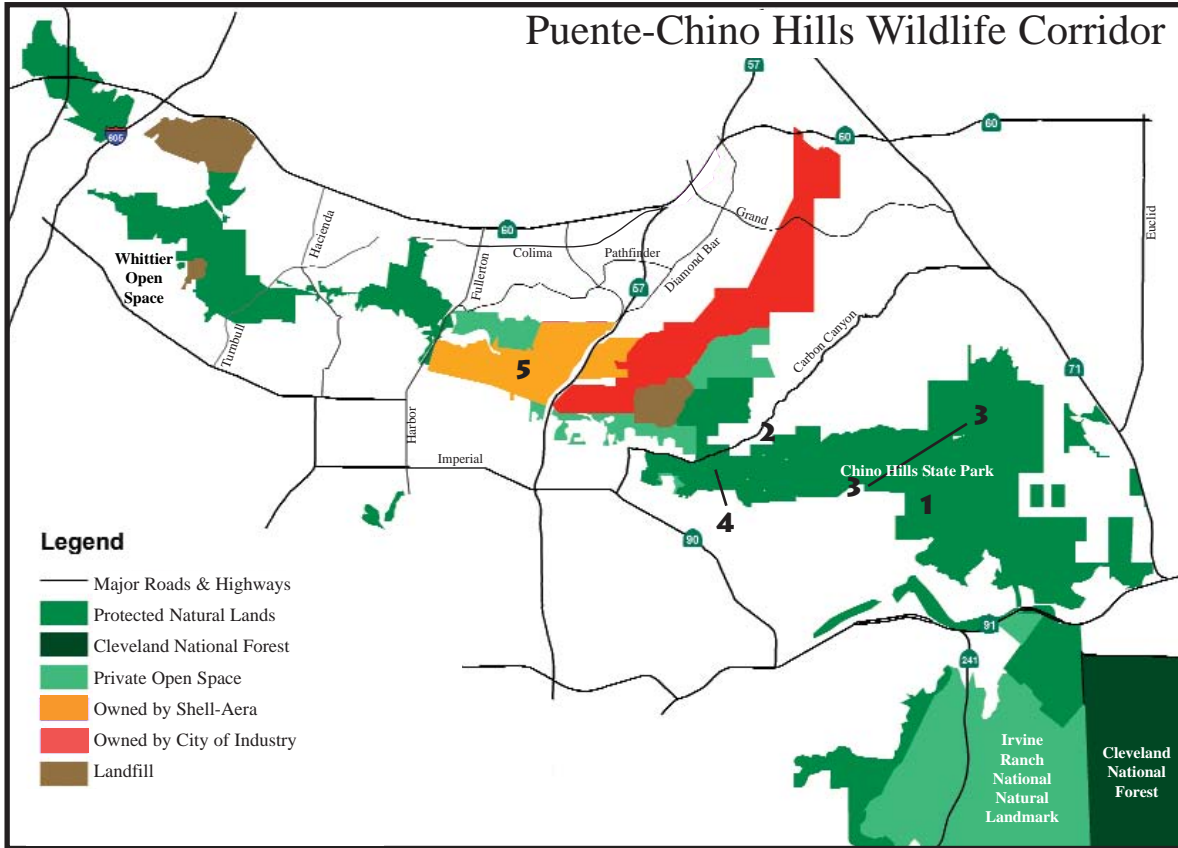 Puente-Chino Hills Wildlife Corridor
57
605
60
60
60
Hacienda
Grand
Euclid
Fullerton
Colima
Pathfinder
Diamond Bar
Whittier
Open
Space
57
Turnbull
5
Carbon Canyon
71
Harbor
2
3
Imperial
Chino Hills State Park
3
1
4
90
Legend
Major Roads & Highways
Protected Natural Lands
Cleveland National Forest
Private Open Space
Owned by Shell-Aera
Owned by City of Industry
Landfill
91
241
Irvine
Ranch
National
Natural
Landmark
Cleveland
National
Forest